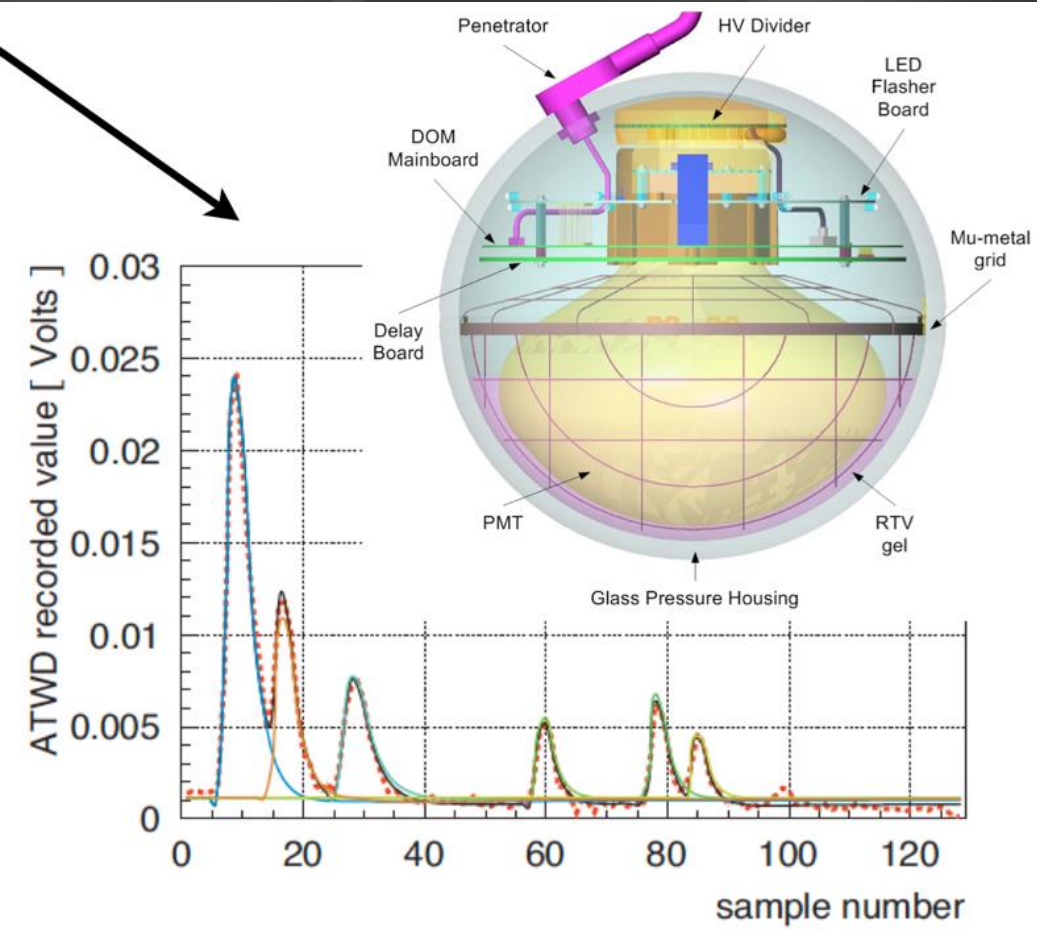 Penetrator
HV Divider
LED
Flasher
Board
DOM
Mainboard
Mu-metal
grid
Delay
Board
PMT
RTV
gel
Glass Pressure Housing
ATWD recorded value [ Volts ]
0.03
0.025
0.02
0.015
0.01
0.005
0
0 20 40 60 80 100 120
sample number